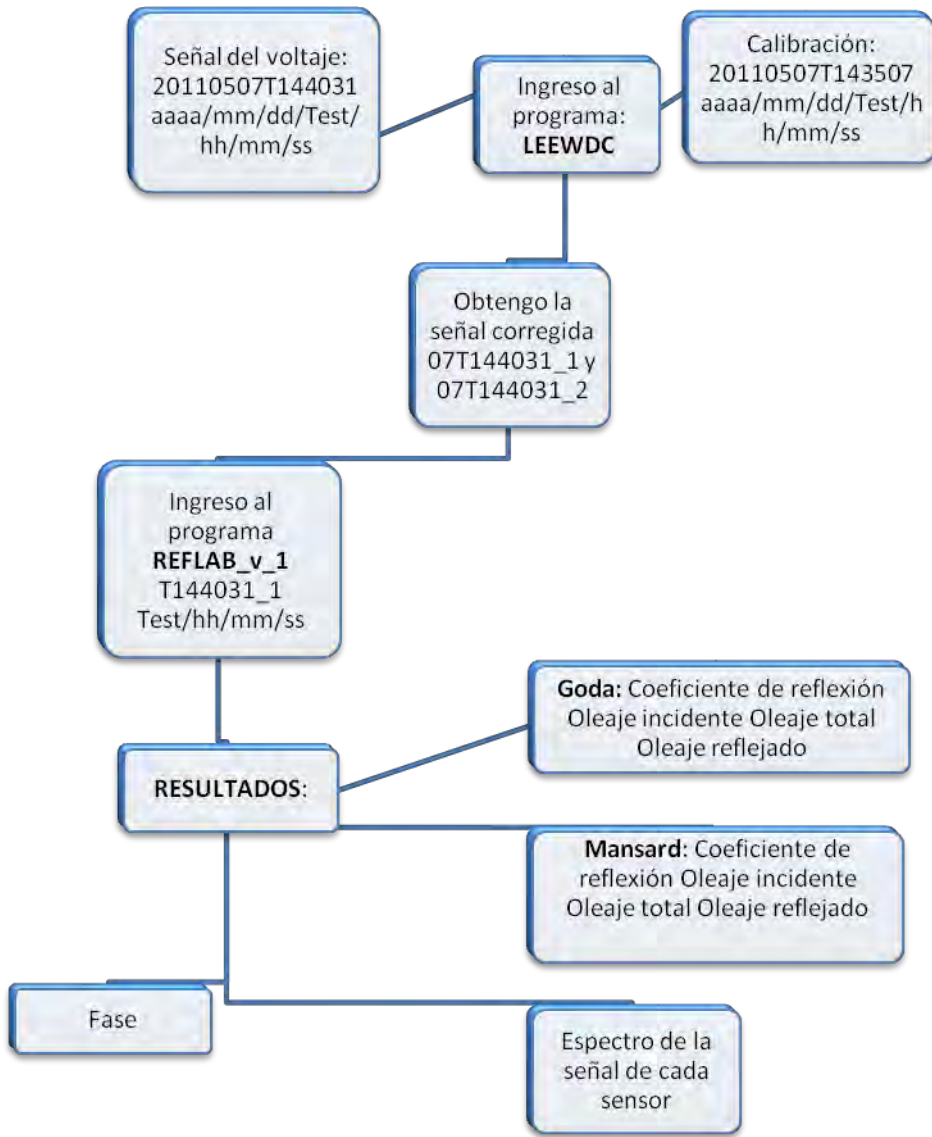 Señal del voltaje:
20110507T144031
aaaa/mm/dd/Test/
hh/mm/ss
Ingreso al
programa:
LEEWDC
Calibración:
20110507T143507
aaaa/mm/dd/Test/h
h/mm/ss
Obtengo la
señal corregida
07T144031_1 y
07T144031_2
Ingreso al
programa
REFLAB_v_1
T144031_1
Test/hh/mm/ss
Goda: Coeficiente de reflexión
Oleaje incidente Oleaje total
Oleaje reflejado
RESULTADOS:
Mansard: Coeficiente de
reflexión Oleaje incidente
Oleaje total Oleaje reflejado
Fase
Espectro de la
señal de cada
sensor